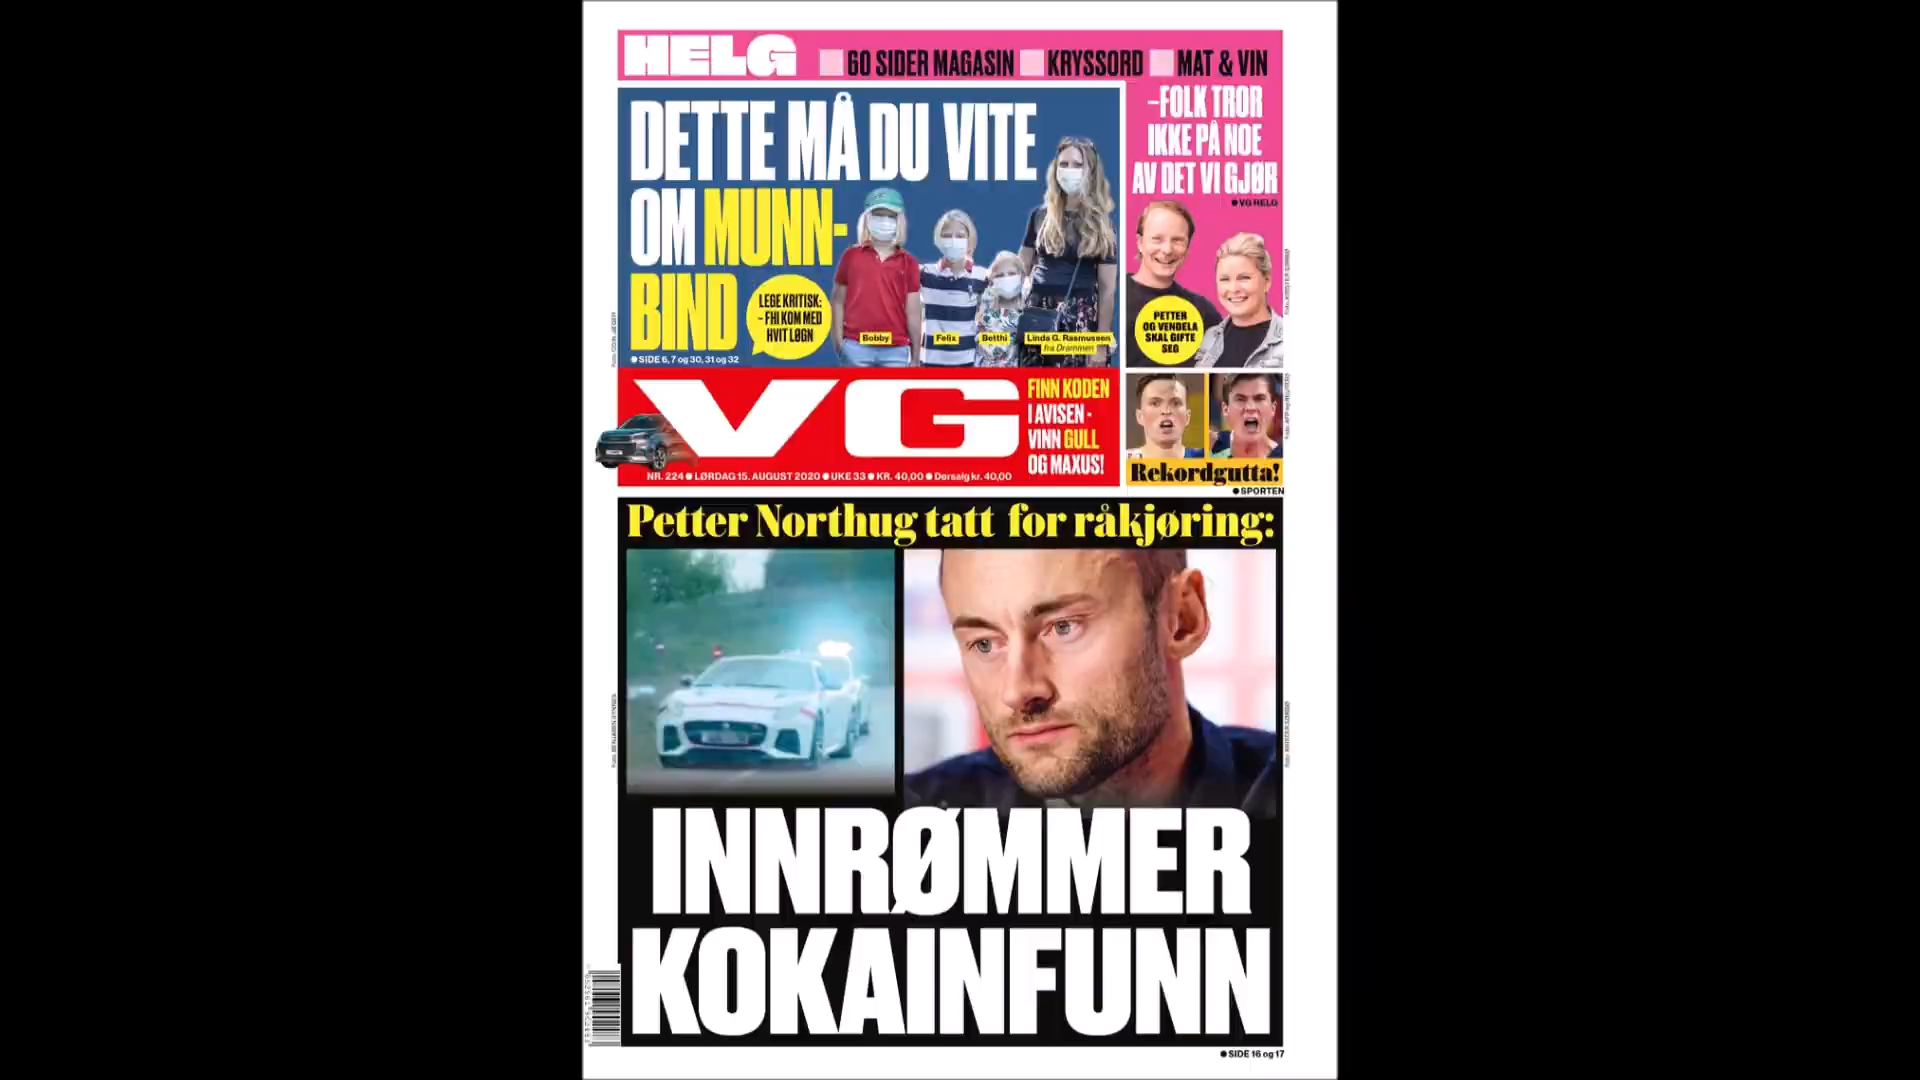 HELG
60 SIDER MAGASIN KRYSSORD MAT & VIN
DETTE MÅ DU VITE
OM MUNN-
BIND
LEGE KRITISK:
– FHI KOM MED
HVIT LØGN
● SIDE 6, 7 og 30, 31 og 32
Bobby
Felix
Betthi
Linda G. Rasmussen
fra Drammen
–FOLK TROR
IKKE PÅ NOE
AV DET VI GJØR
● VG HELG
PETTER
OG VENDELA
SKAL GIFTE
SEG
VG
FINN KODEN
I AVISEN -
VINN GULL
OG MAXUS!
NR. 224 ● LØRDAG 15. AUGUST 2020 ● UKE 33 ● KR. 40,00 ● Dørsalg kr. 40,00
Rekordgutta!
● SPORTEN
Petter Northug tatt for råkjøring:
INNRØMMER
KOKAINFUNN
● SIDE 16 og 17